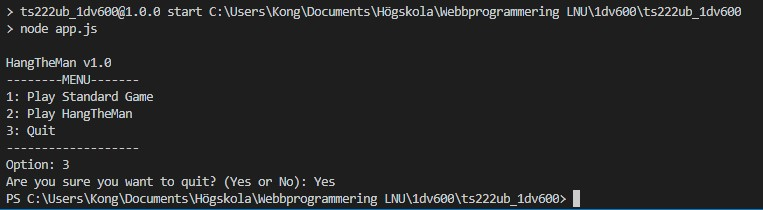 > ts222ub_1dv600@1.0.0 start C:\Users\Kong\Documents\Högskola\Webbprogrammering LNU\1dv600\ts222ub_1dv600
> node app.js
HangTheMan v1.0
--------MENU-------
1: Play Standard Game
2: Play HangTheMan
3: Quit
-------------------
Option: 3
Are you sure you want to quit? (Yes or No): Yes
PS C:\Users\Kong\Documents\Högskola\Webbprogrammering LNU\1dv600\ts222ub_1dv600>